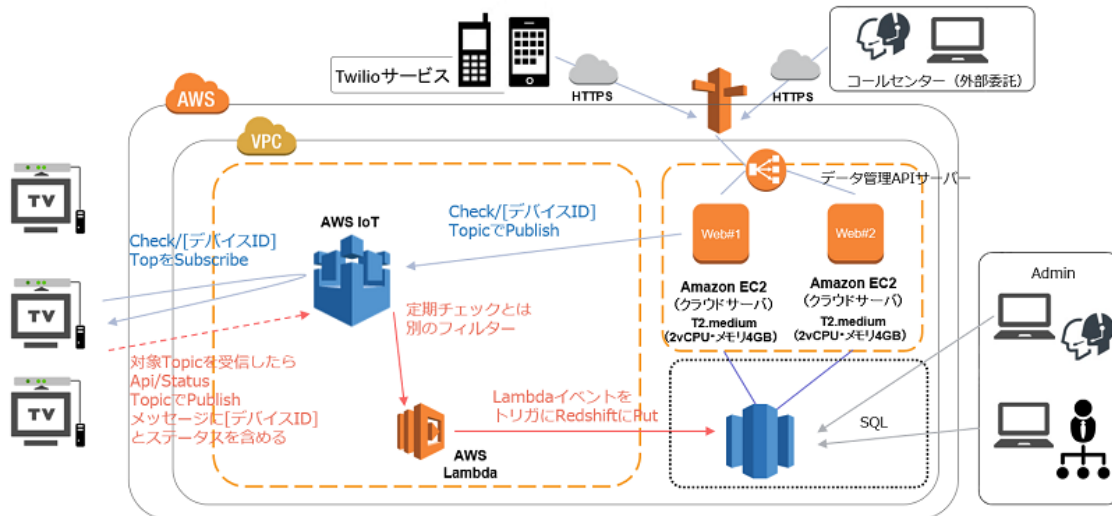 Twilioサービス
HTTPS
HTTPS
コールセンター（外部委託）
AWS
VPC
データ管理APIサーバー
TV
TV
TV
AWS IoT
Check/[デバイスID]
TopicでPublish
Check/[デバイスID]
TopをSubscribe
Web#1
Web#2
Amazon EC2
（クラウドサーバ）
T2.medium
（2vCPU・メモリ4GB）
Amazon EC2
（クラウドサーバ）
T2.medium
（2vCPU・メモリ4GB）
Admin
定期チェックとは
別のフィルター
対象Topicを受信したら
Api/Status
TopicでPublish
メッセージに[デバイスID]
とステータスを含める
Lambdaイベントを
トリガにRedshiftにPut
AWS
Lambda
SQL